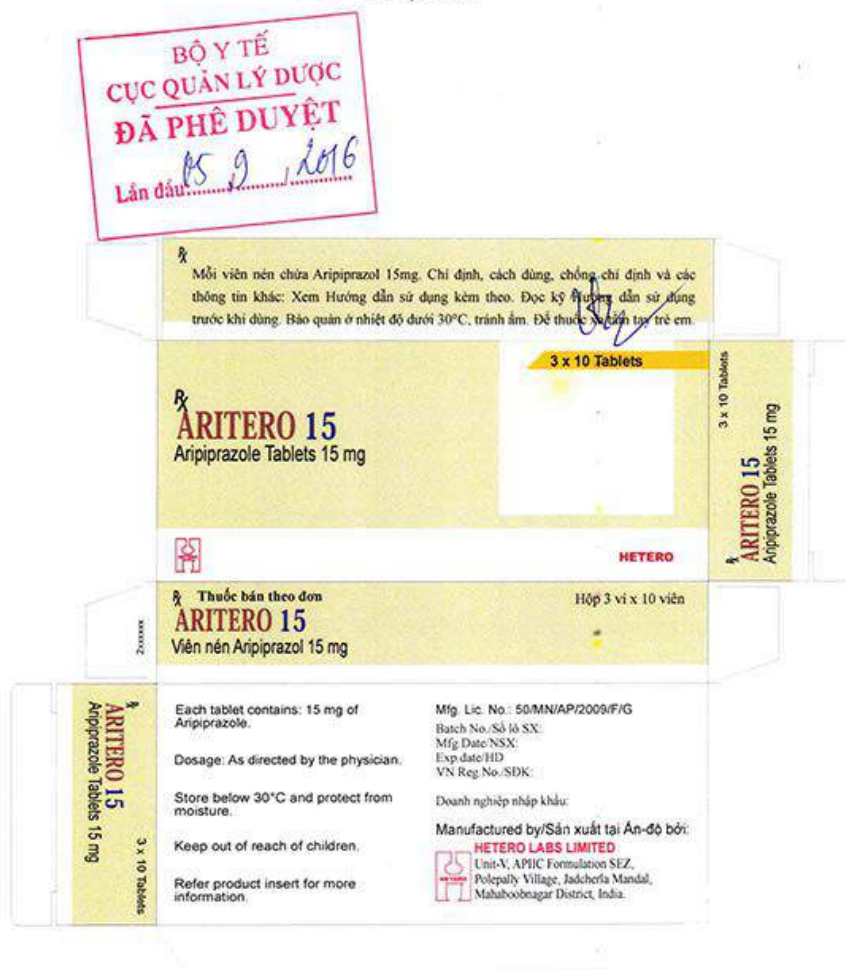 BỘ Y TẾ
CỤC QUẢN LÝ DƯỢC
ĐÃ PHÊ DUYỆT
Lần đầu: 05, 9, 2016
Rx
Mỗi viên nén chứa Aripiprazol 15mg. Chỉ định, cách dùng, chống chỉ định và các
thông tin khác: Xem Hướng dẫn sử dụng kèm theo. Đọc kỹ Hướng dẫn sử dụng
trước khi dùng. Bảo quản ở nhiệt độ dưới 30°C, tránh ẩm. Để thuốc xa tầm tay trẻ em.
3 x 10 Tablets
Rx
ARITERO 15
Aripiprazole Tablets 15 mg
HETERO
3 x 10 Tablets
Rx
ARITERO 15
Aripiprazole Tablets 15 mg
Rx Thuốc bán theo đơn
ARITERO 15
Viên nén Aripiprazol 15 mg
Hộp 3 vỉ x 10 viên
2xxxxxx
Rx
ARITERO 15
Aripiprazole Tablets 15 mg
3 x 10 Tablets
Each tablet contains: 15 mg of
Aripiprazole.
Dosage: As directed by the physician.
Store below 30°C and protect from
moisture.
Keep out of reach of children.
Refer product insert for more
information.
Mfg. Lic. No.: 50/MN/AP/2009/F/G
Batch No./Số lô SX:
Mfg.Date/NSX:
Exp.date/HD
VN Reg.No./SĐK:
Doanh nghiệp nhập khẩu:
Manufactured by/Sản xuất tại Ấn-độ bởi:
HETERO LABS LIMITED
Unit-V, APIIC Formulation SEZ,
Polepally Village, Jadcherla Mandal,
Mahaboobnagar District, India.
HETERO